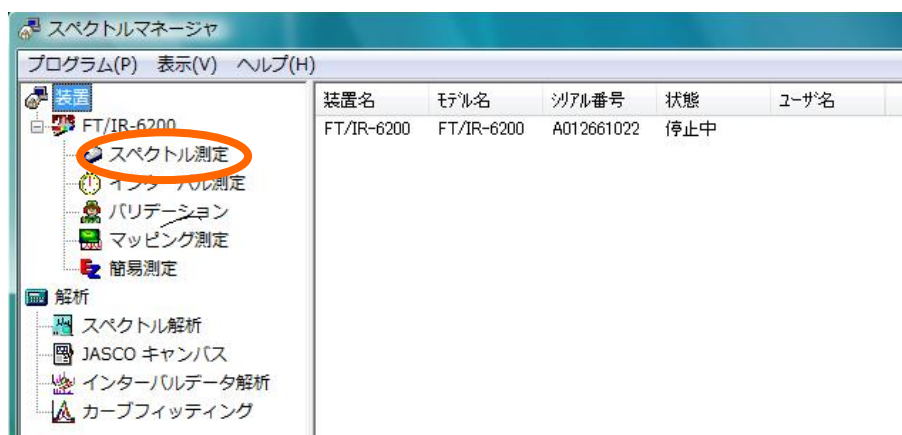 スペクトルマネージャ
プログラム(P) 表示(V) ヘルプ(H)
装置
FT/IR-6200
スペクトル測定
インターバル測定
バリデーション
マッピング測定
簡易測定
解析
スペクトル解析
JASCO キャンバス
インターバルデータ解析
カーブフィッティング
装置名 モデル名 シリアル番号 状態 ユーザ名
FT/IR-6200 FT/IR-6200 A012661022 停止中